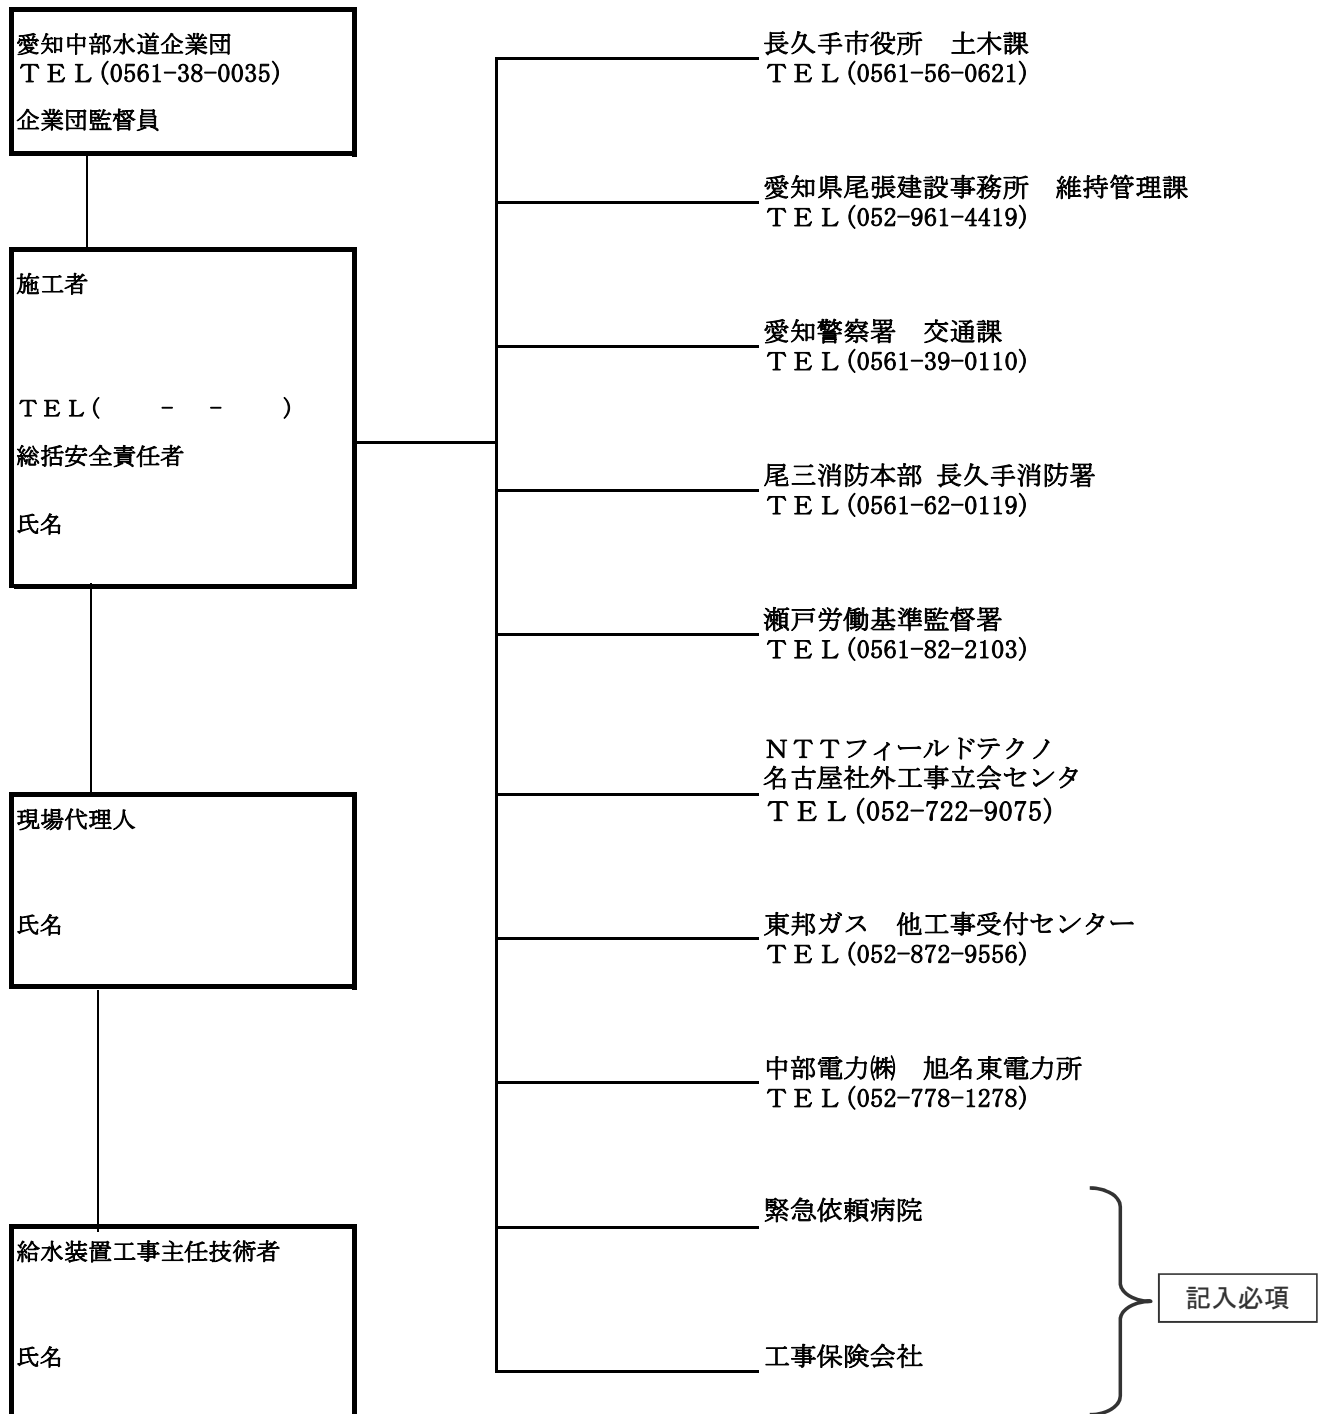 愛知中部水道企業団
ＴＥＬ(0561-38-0035)
企業団監督員
施工者
ＴＥＬ(　　-　-　　)
総括安全責任者
氏名
現場代理人
氏名
給水装置工事主任技術者
氏名
長久手市役所　土木課
ＴＥＬ(0561-56-0621)
愛知県尾張建設事務所　維持管理課
ＴＥＬ(052-961-4419)
愛知警察署　交通課
ＴＥＬ(0561-39-0110)
尾三消防本部 長久手消防署
ＴＥＬ(0561-62-0119)
瀬戸労働基準監督署
ＴＥＬ(0561-82-2103)
ＮＴＴフィールドテクノ
名古屋社外工事立会センタ
ＴＥＬ(052-722-9075)
東邦ガス　他工事受付センター
ＴＥＬ(052-872-9556)
中部電力㈱　旭名東電力所
ＴＥＬ(052-778-1278)
緊急依頼病院
工事保険会社
記入必項